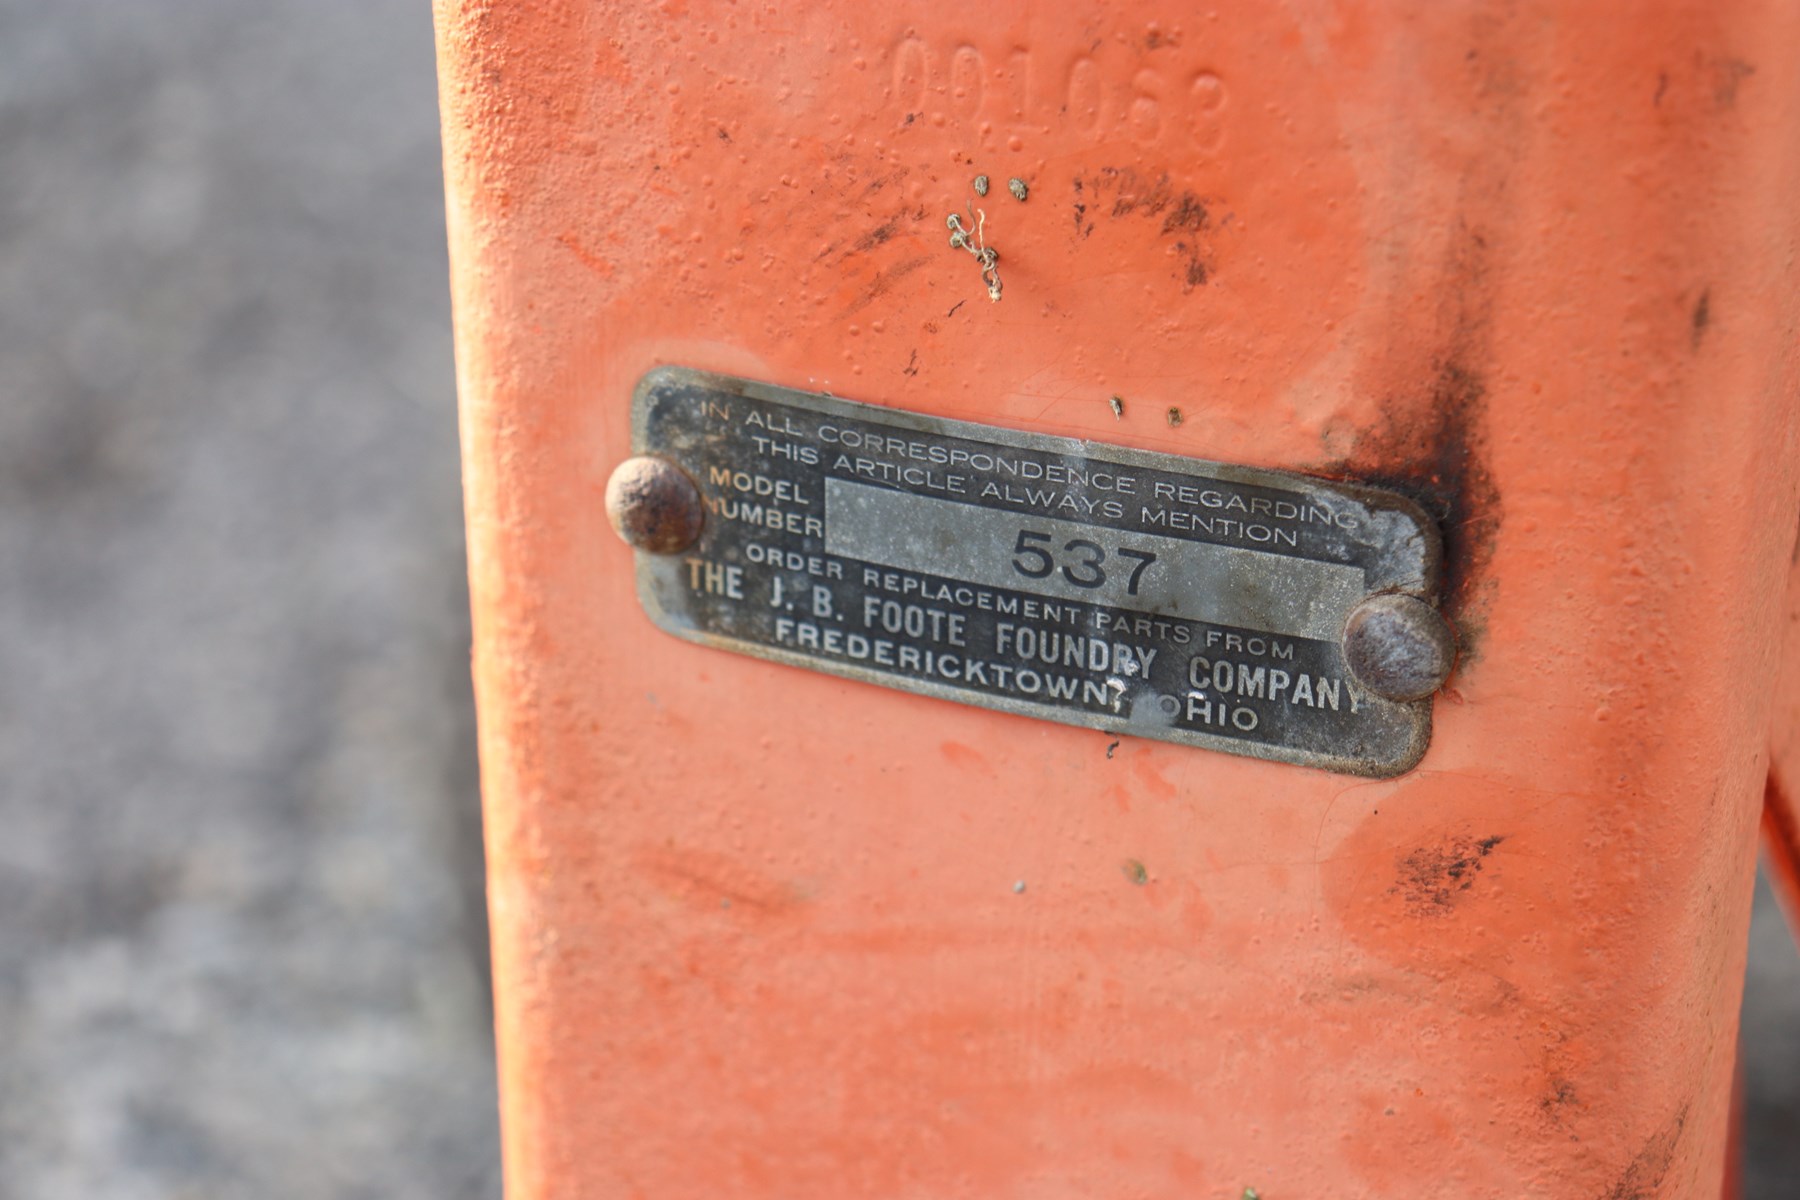 001063
IN ALL CORRESPONDENCE REGARDING
THIS ARTICLE ALWAYS MENTION
MODEL
NUMBER
537
ORDER REPLACEMENT PARTS FROM
THE J. B. FOOTE FOUNDRY COMPANY
FREDERICKTOWN, OHIO